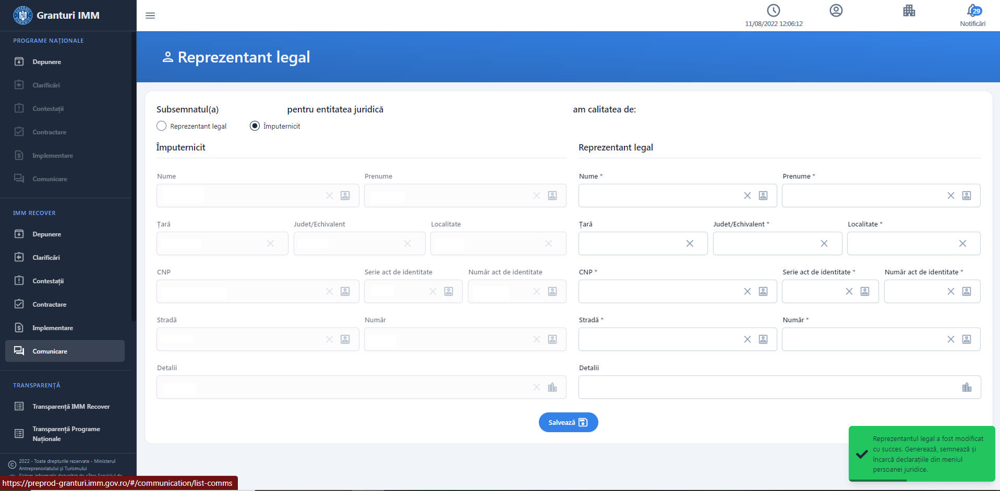 Granturi IMM
11/08/2022 12:06:12
29
Notificări
PROGRAME NAȚIONALE
Depunere
Clarificări
Contestații
Contractare
Implementare
Comunicare
IMM RECOVER
Depunere
Clarificări
Contestații
Contractare
Implementare
Comunicare
TRANSPARENȚĂ
Transparență IMM Recover
Transparență Programe
Naționale
2022 - Toate drepturile rezervate - Ministerul
Antreprenoriatului și Turismului
Sistem informatic dezvoltat de către Serviciul de
https://preprod-granturi.imm.gov.ro/#/communication/list-comms
Reprezentant legal
Subsemnatul(a) pentru entitatea juridică am calitatea de:
Reprezentant legal Împuternicit
Împuternicit
Nume Prenume
Țară Judet/Echivalent Localitate
CNP Serie act de identitate Număr act de identitate
Stradă Număr
Detalii
Reprezentant legal
Nume * Prenume *
Țară Judet/Echivalent * Localitate *
CNP * Serie act de identitate * Număr act de identitate *
Stradă * Număr *
Detalii
Salvează
Reprezentantul legal a fost modificat
cu succes. Generează, semnează și
încarcă declarațiile din meniul
persoanei juridice.